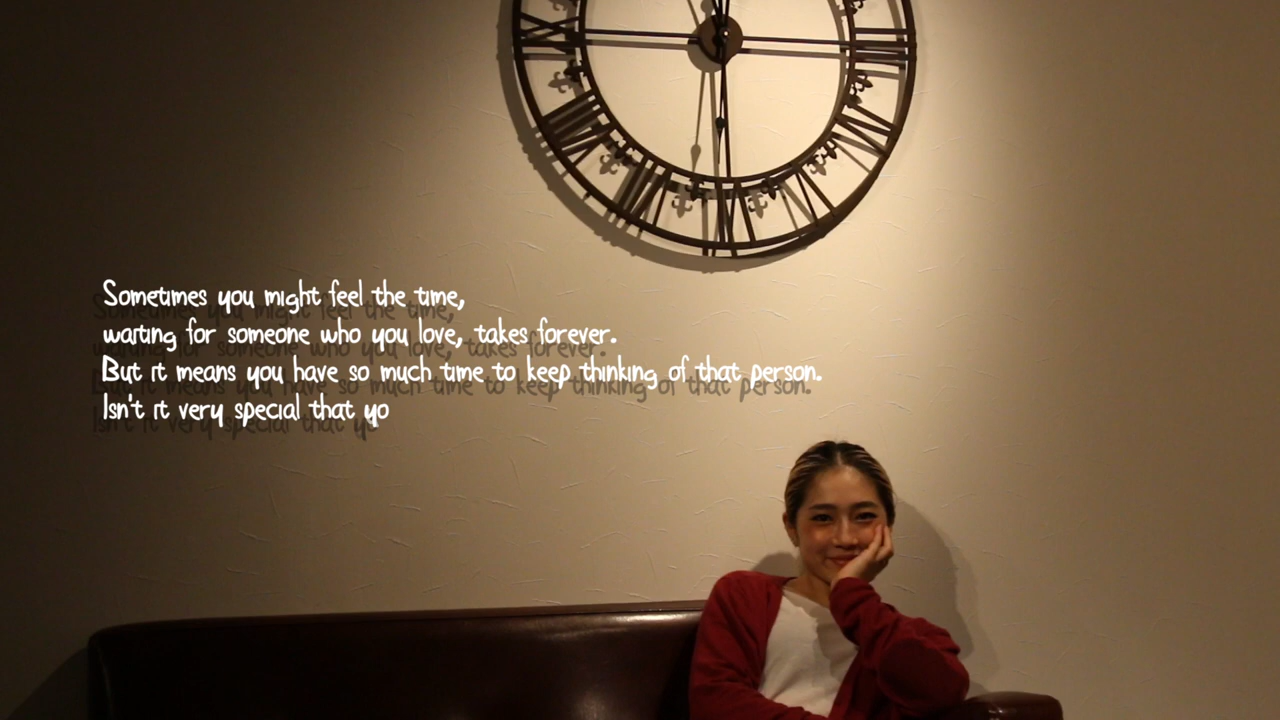 Sometimes you might feel the time,
waiting for someone who you love, takes forever.
But it means you have so much time to keep thinking of that person.
Isn't it very special that yo